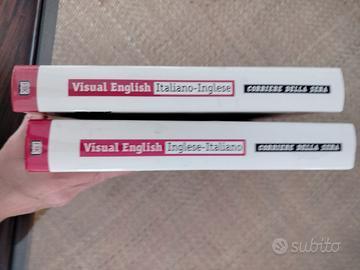 Visual English Italiano-Inglese CORRIERE DELLA SERA
Visual English Inglese-Italiano CORRIERE DELLA SERA
subito